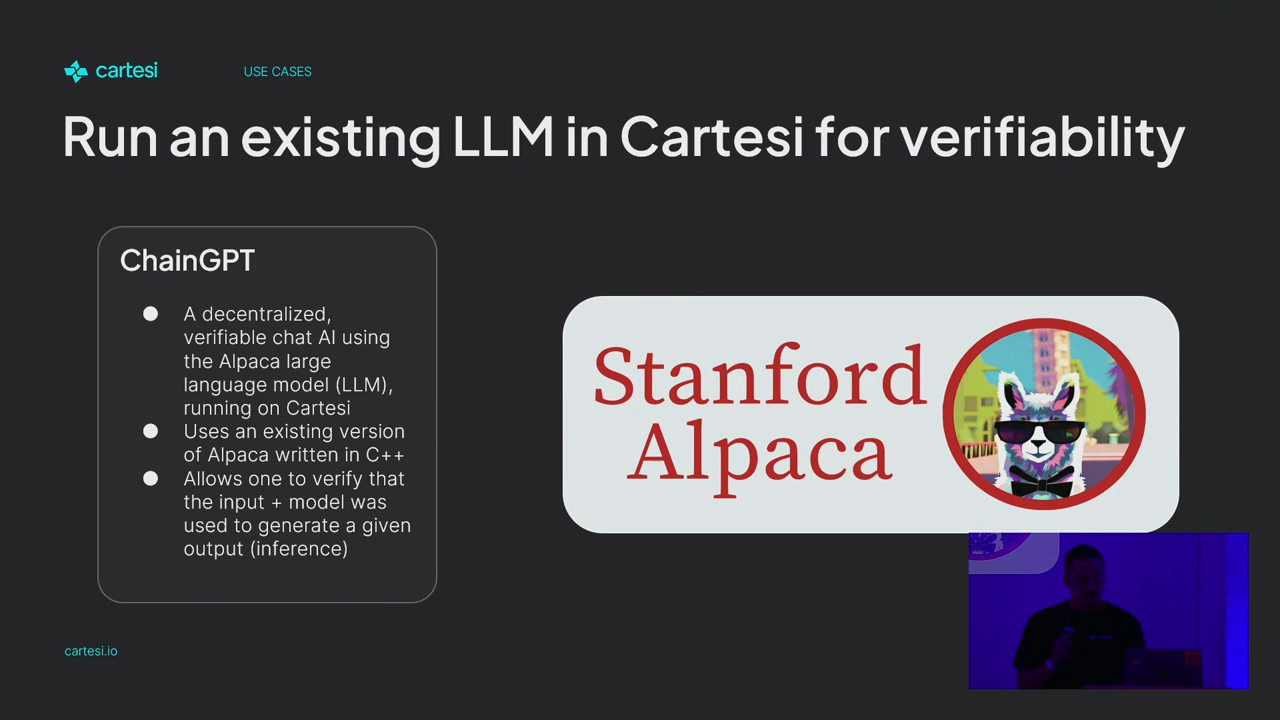 cartesi
USE CASES
Run an existing LLM in Cartesi for verifiability
ChainGPT
● A decentralized,
verifiable chat AI using
the Alpaca large
language model (LLM),
running on Cartesi
● Uses an existing version
of Alpaca written in C++
● Allows one to verify that
the input + model was
used to generate a given
output (inference)
Stanford
Alpaca
cartesi.io